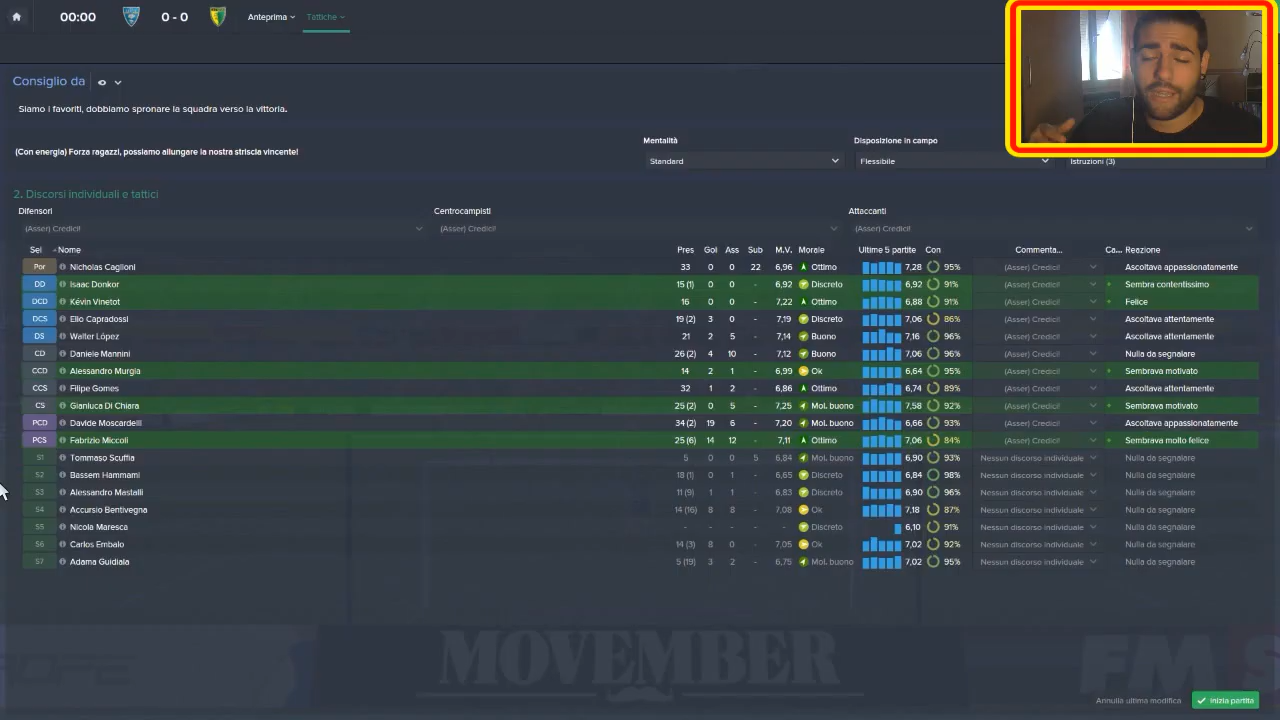 00:00 0 - 0 Anteprima Tattiche
Consiglio da
Siamo i favoriti, dobbiamo spronare la squadra verso la vittoria.
Mentalità Disposizione in campo
(Con energia) Forza ragazzi, possiamo allungare la nostra striscia vincente!
Standard Flessibile Istruzioni (3)
2. Discorsi individuali e tattici
Difensori Centrocampisti Attaccanti
(Asser) Credici! (Asser) Credici! (Asser) Credici!
Sel Nome Pres Gol Ass Sub M.V. Morale Ultime 5 partite Con Commenta... Ca... Reazione
Por Nicholas Caglioni 33 0 0 22 6,96 Ottimo 7,28 95% (Asser) Credici! Ascoltava appassionatamente
DD Isaac Donkor 15 (1) 0 0 - 6,92 Discreto 6,92 91% (Asser) Credici! Sembra contentissimo
DCD Kévin Vinetot 16 0 0 - 7,22 Ottimo 6,88 91% (Asser) Credici! Felice
DCS Elio Capradossi 19 (2) 3 0 - 7,19 Discreto 7,06 86% (Asser) Credici! Ascoltava attentamente
DS Walter López 21 2 5 - 7,14 Buono 7,16 96% (Asser) Credici! Ascoltava attentamente
CD Daniele Mannini 26 (2) 4 10 - 7,12 Buono 7,06 96% (Asser) Credici! Nulla da segnalare
CCD Alessandro Murgia 14 2 1 - 6,99 Ok 6,64 95% (Asser) Credici! Sembrava motivato
CCS Filipe Gomes 32 1 2 - 6,86 Ottimo 6,74 89% (Asser) Credici! Ascoltava attentamente
CS Gianluca Di Chiara 25 (2) 0 5 - 7,25 Mol. buono 7,58 92% (Asser) Credici! Sembrava motivato
PCD Davide Moscardelli 34 (2) 19 6 - 7,20 Mol. buono 6,66 93% (Asser) Credici! Ascoltava appassionatamente
PCS Fabrizio Miccoli 25 (6) 14 12 - 7,11 Ottimo 7,06 84% (Asser) Credici! Sembrava molto felice
S1 Tommaso Scuffia 5 0 0 5 6,84 Mol. buono 6,90 93% Nessun discorso individuale Nulla da segnalare
S2 Bassem Hammami 18 (1) 0 1 - 6,65 Discreto 6,84 98% Nessun discorso individuale Nulla da segnalare
S3 Alessandro Mastalli 11 (9) 1 1 - 6,83 Discreto 6,90 96% Nessun discorso individuale Nulla da segnalare
S4 Accursio Bentivegna 14 (16) 8 8 - 7,08 Ok 7,18 87% Nessun discorso individuale Nulla da segnalare
S5 Nicola Maresca - - - - - Discreto 6,10 91% Nessun discorso individuale Nulla da segnalare
S6 Carlos Embalo 14 (3) 8 0 - 7,05 Ok 7,02 92% Nessun discorso individuale Nulla da segnalare
S7 Adama Guidiala 5 (19) 3 2 - 6,75 Mol. buono 7,02 95% Nessun discorso individuale Nulla da segnalare
MOVEMBER FM S
Annulla ultima modifica Inizia partita